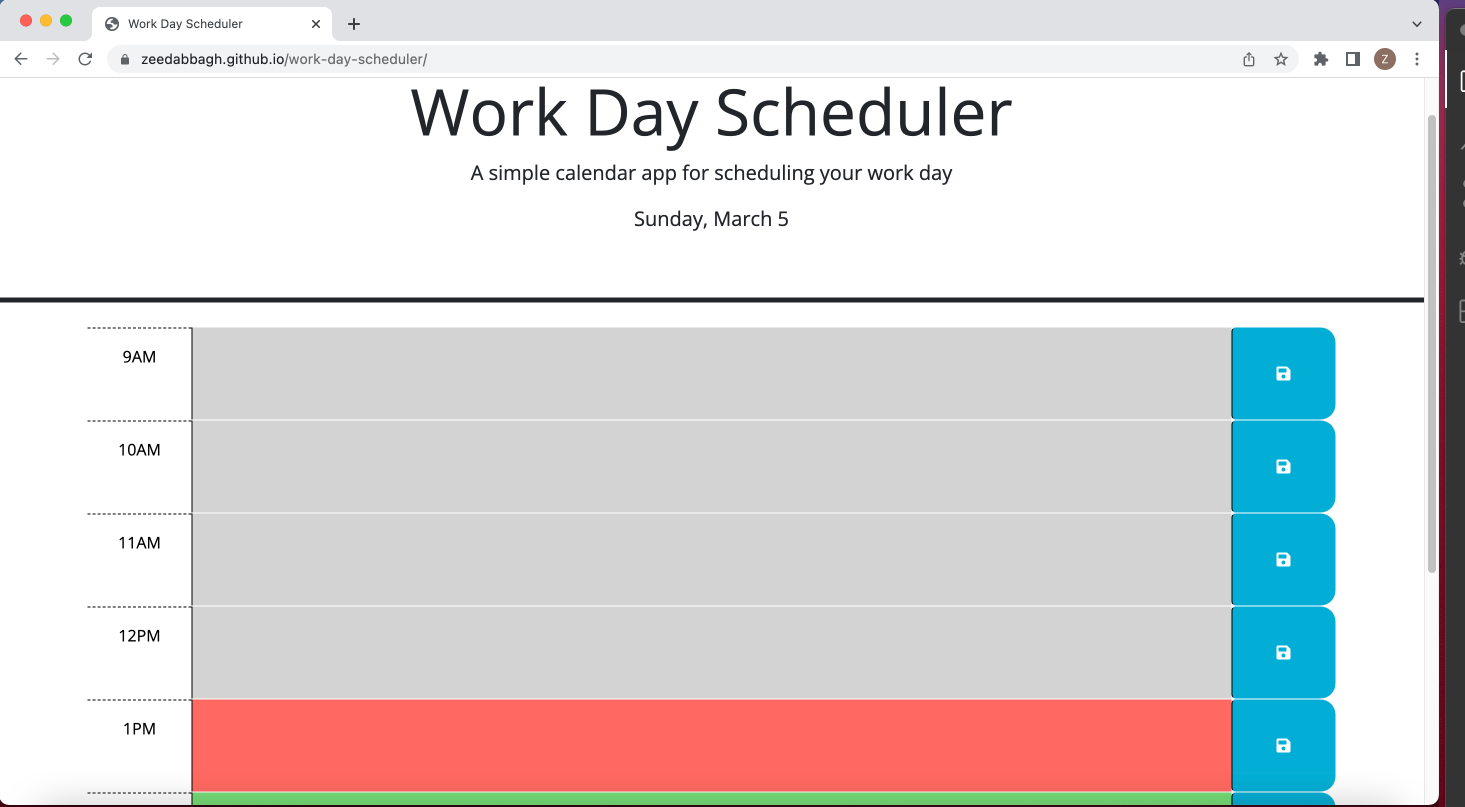 Work Day Scheduler
zeedabbagh.github.io/work-day-scheduler/
Z
Work Day Scheduler
A simple calendar app for scheduling your work day
Sunday, March 5
9AM
10AM
11AM
12PM
1PM